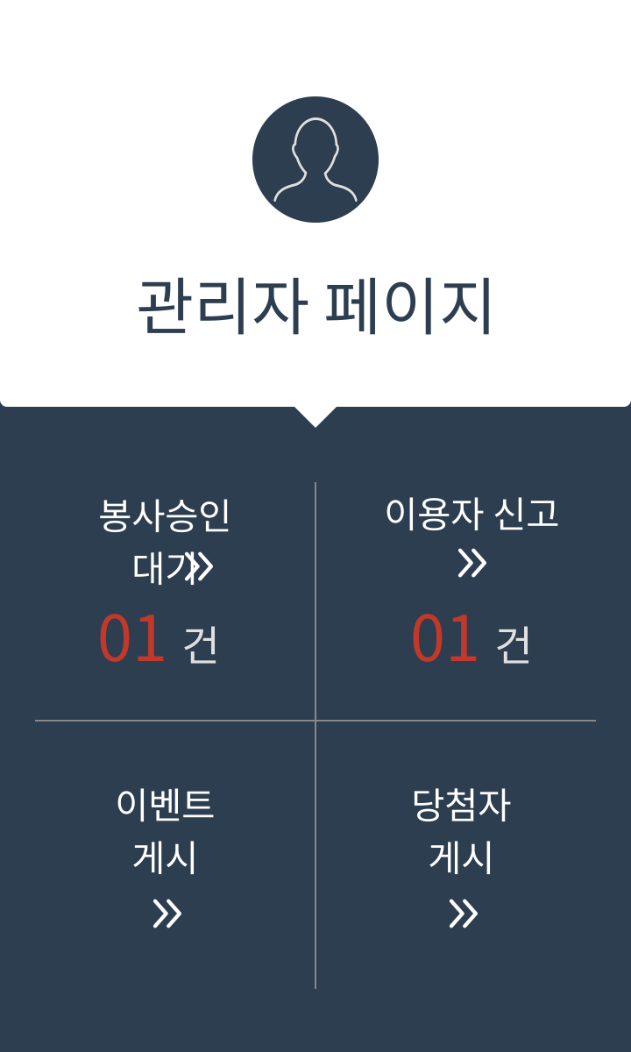 관리자 페이지
봉사승인
대기
01 건
이용자 신고
01 건
이벤트
게시
당첨자
게시